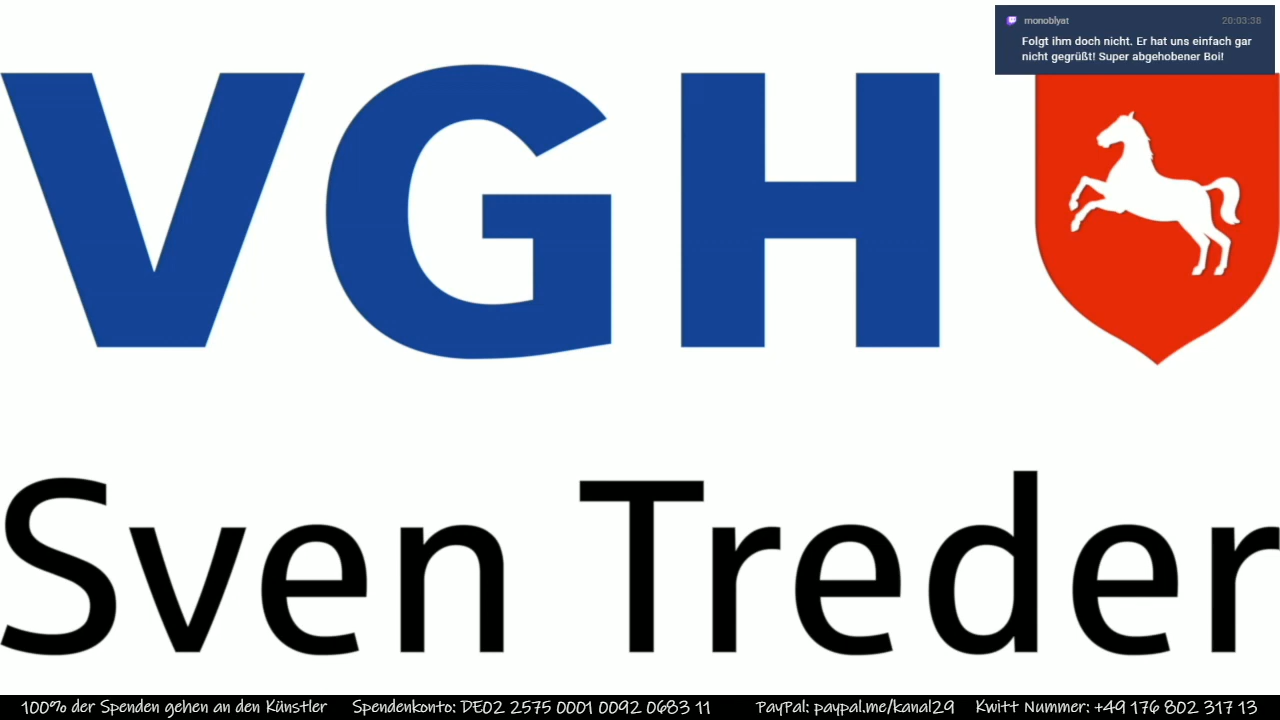 monoblyat 20:03:38
Folgt ihm doch nicht. Er hat uns einfach gar
nicht gegrüßt! Super abgehobener Boi!
VGH
Sven Treder
100% der Spenden gehen an den Künstler Spendenkonto: DE02 2575 0001 0092 0683 11 PayPal: paypal.me/kanal29 Kwitt Nummer: +49 176 802 317 13